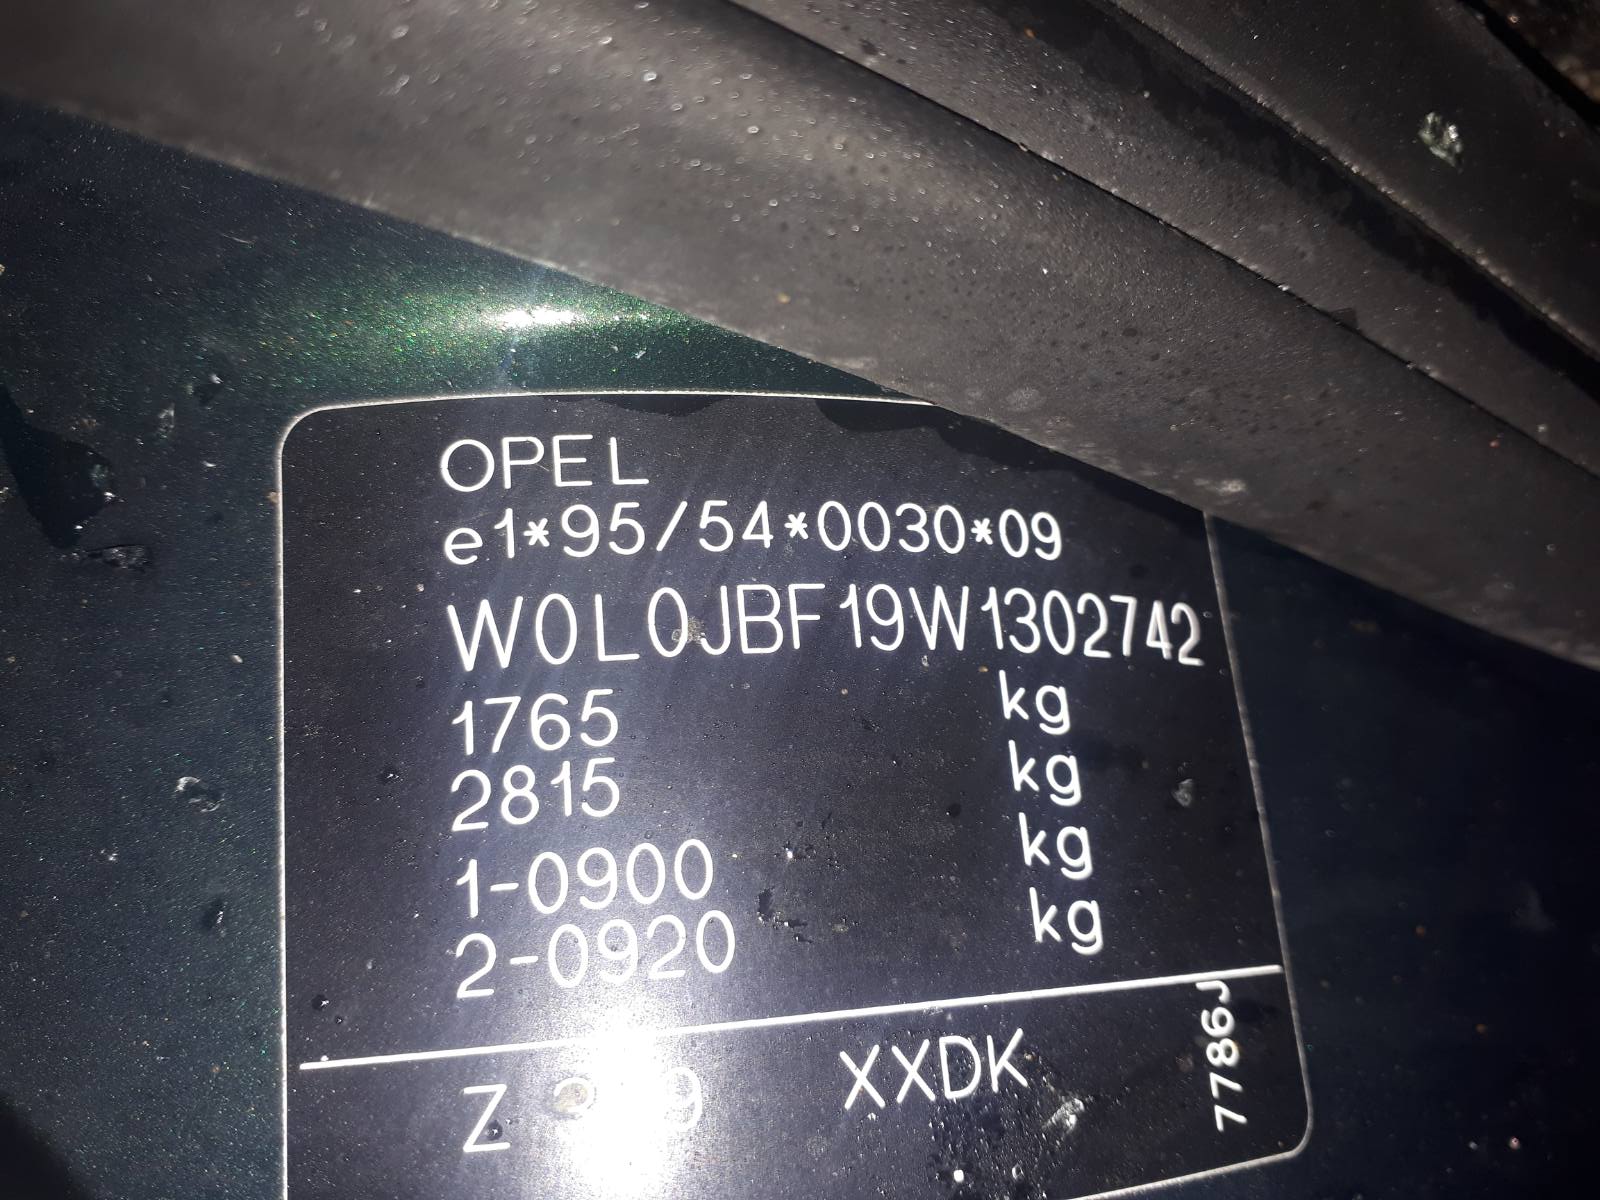 OPEL
e1*95/54*0030*09
W0L0JBF19W1302742
1765 kg
2815 kg
1-0900 kg
2-0920 kg
Z XXDK
7786J